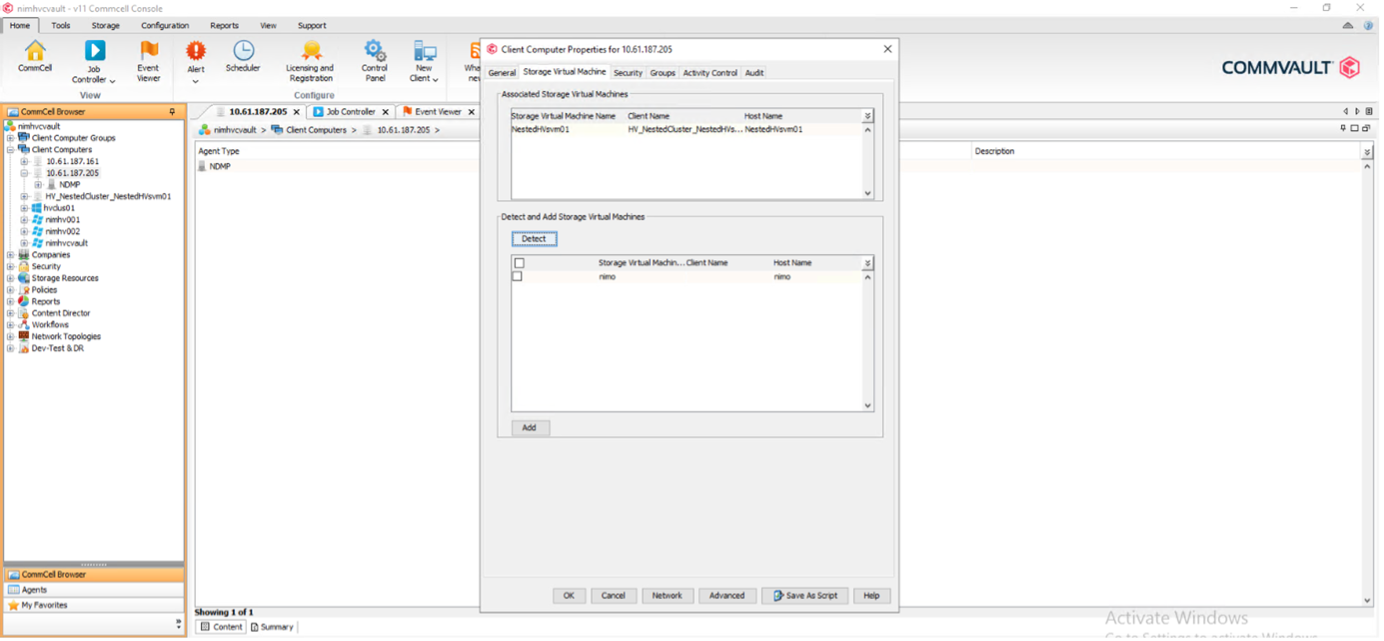 nimhvcvault - v11 Commcell Console
Home Tools Storage Configuration Reports View Support
CommCell
Job Controller
Event Viewer
Alert
Scheduler
Licensing and Registration
Control Panel
New Client
View
Configure
COMMVAULT
CommCell Browser
nimhvcvault
Client Computer Groups
Client Computers
10.61.187.161
10.61.187.205
NDMP
HV_NestedCluster_NestedHVsvm01
hvclus01
nimhv001
nimhv002
nimhvcvault
Companies
Security
Storage Resources
Policies
Reports
Content Director
Workflows
Network Topologies
Dev-Test & DR
CommCell Browser
Agents
My Favorites
10.61.187.205 Job Controller Event Viewer
nimhvcvault > Client Computers > 10.61.187.205 >
Agent Type
Description
NDMP
Client Computer Properties for 10.61.187.205
General Storage Virtual Machine Security Groups Activity Control Audit
Associated Storage Virtual Machines
Storage Virtual Machine Name Client Name Host Name
NestedHVsvm01 HV_NestedCluster_NestedHVs... NestedHVsvm01
Detect and Add Storage Virtual Machines
Detect
Storage Virtual Machin... Client Name Host Name
nimo nimo
Add
OK Cancel Network Advanced Save As Script Help
Showing 1 of 1
Content Summary
Activate Windows